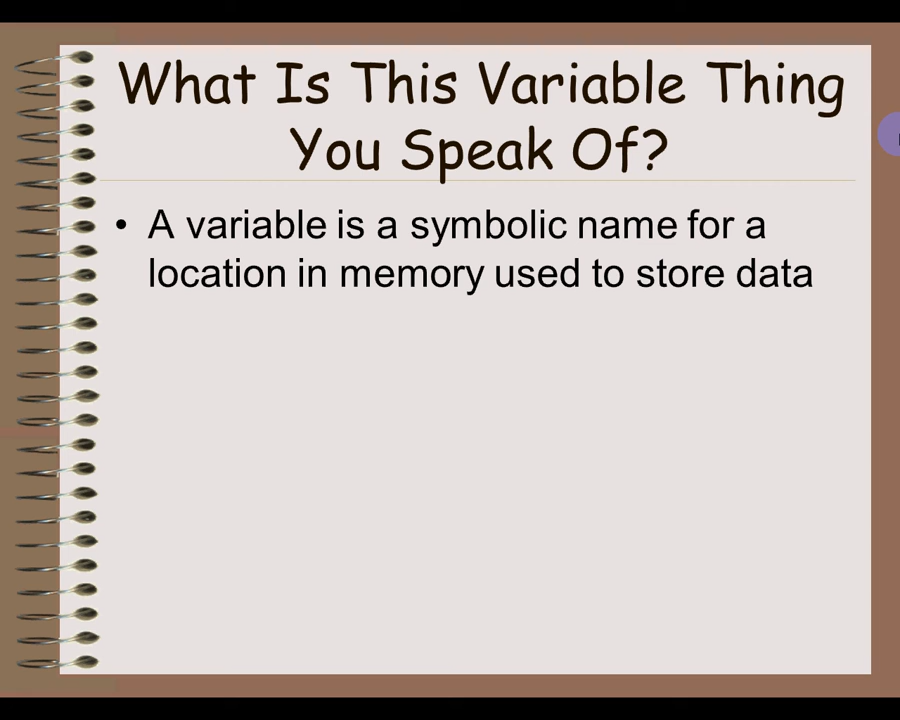 What Is This Variable Thing
You Speak Of?
• A variable is a symbolic name for a
location in memory used to store data